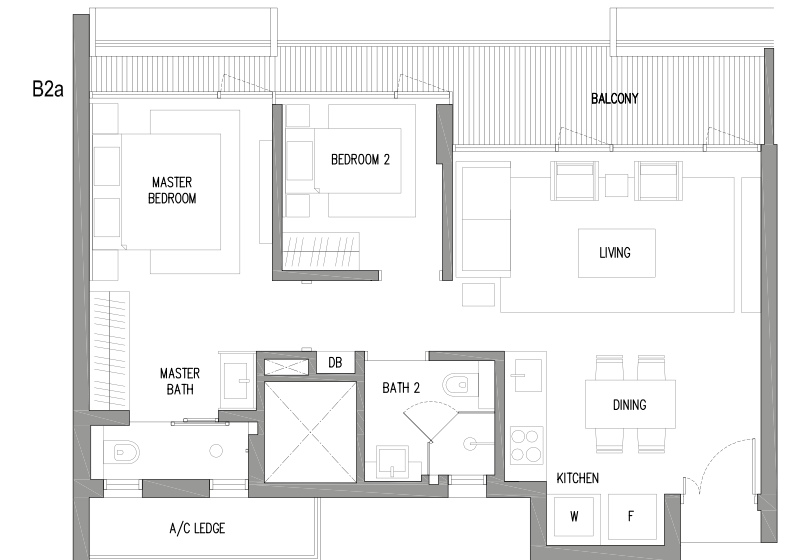 B2a
BALCONY
BEDROOM 2
MASTER
BEDROOM
LIVING
DB
MASTER
BATH
BATH 2
DINING
KITCHEN
W
F
A/C LEDGE